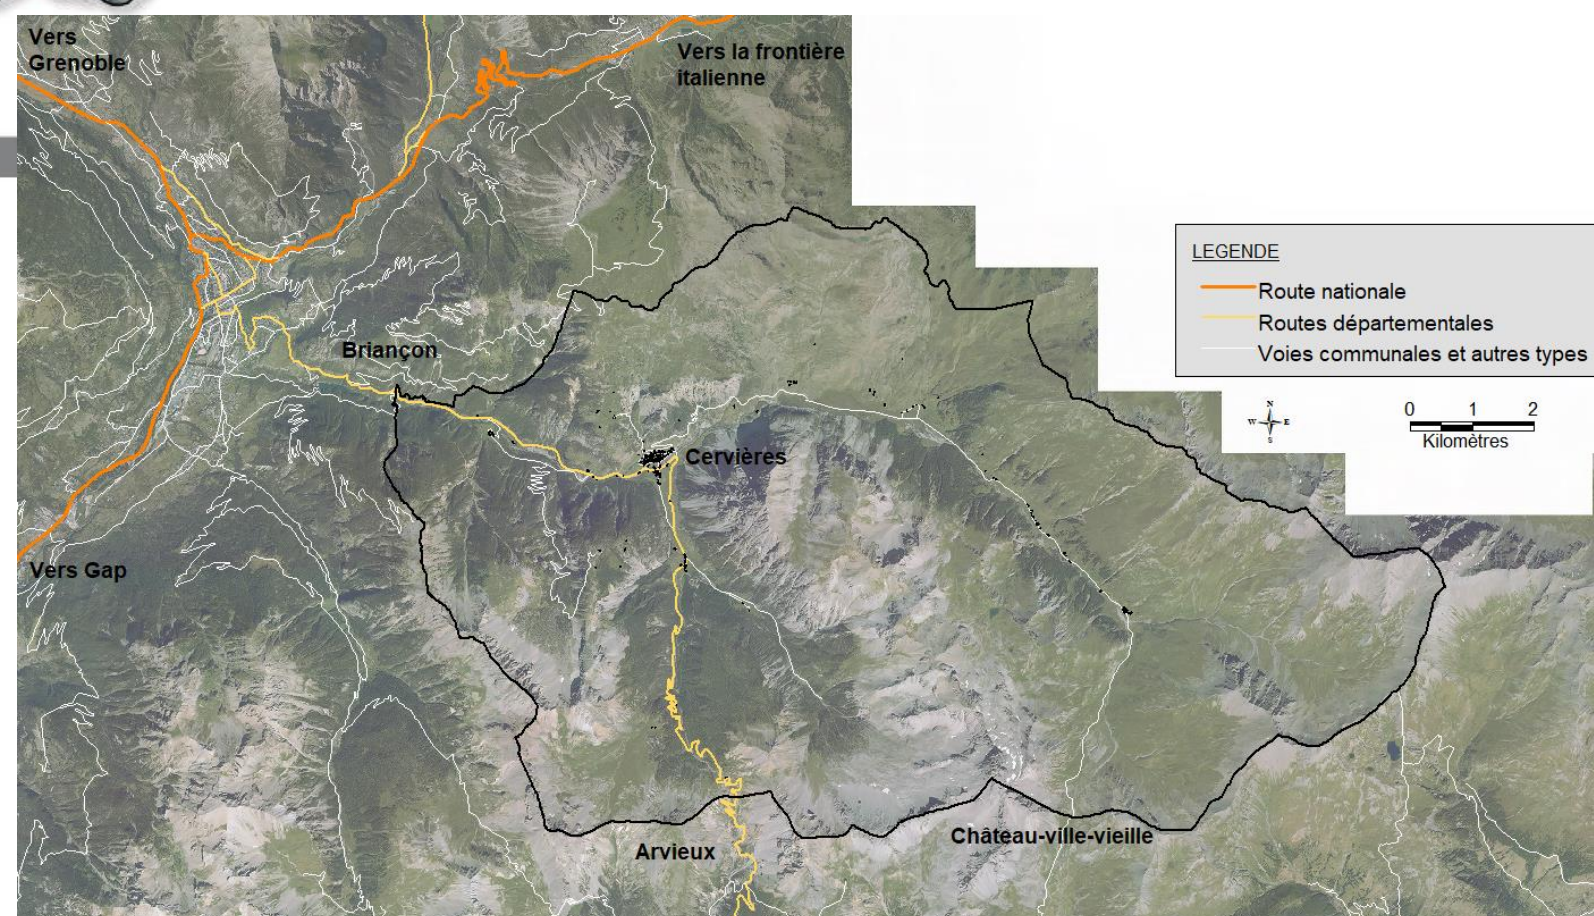 Vers
Grenoble
Vers la frontière
italienne
LEGENDE
Route nationale
Routes départementales
Voies communales et autres types
Briançon
N
W E
S
0 1 2
Kilomètres
Cervières
Vers Gap
Château-ville-vieille
Arvieux